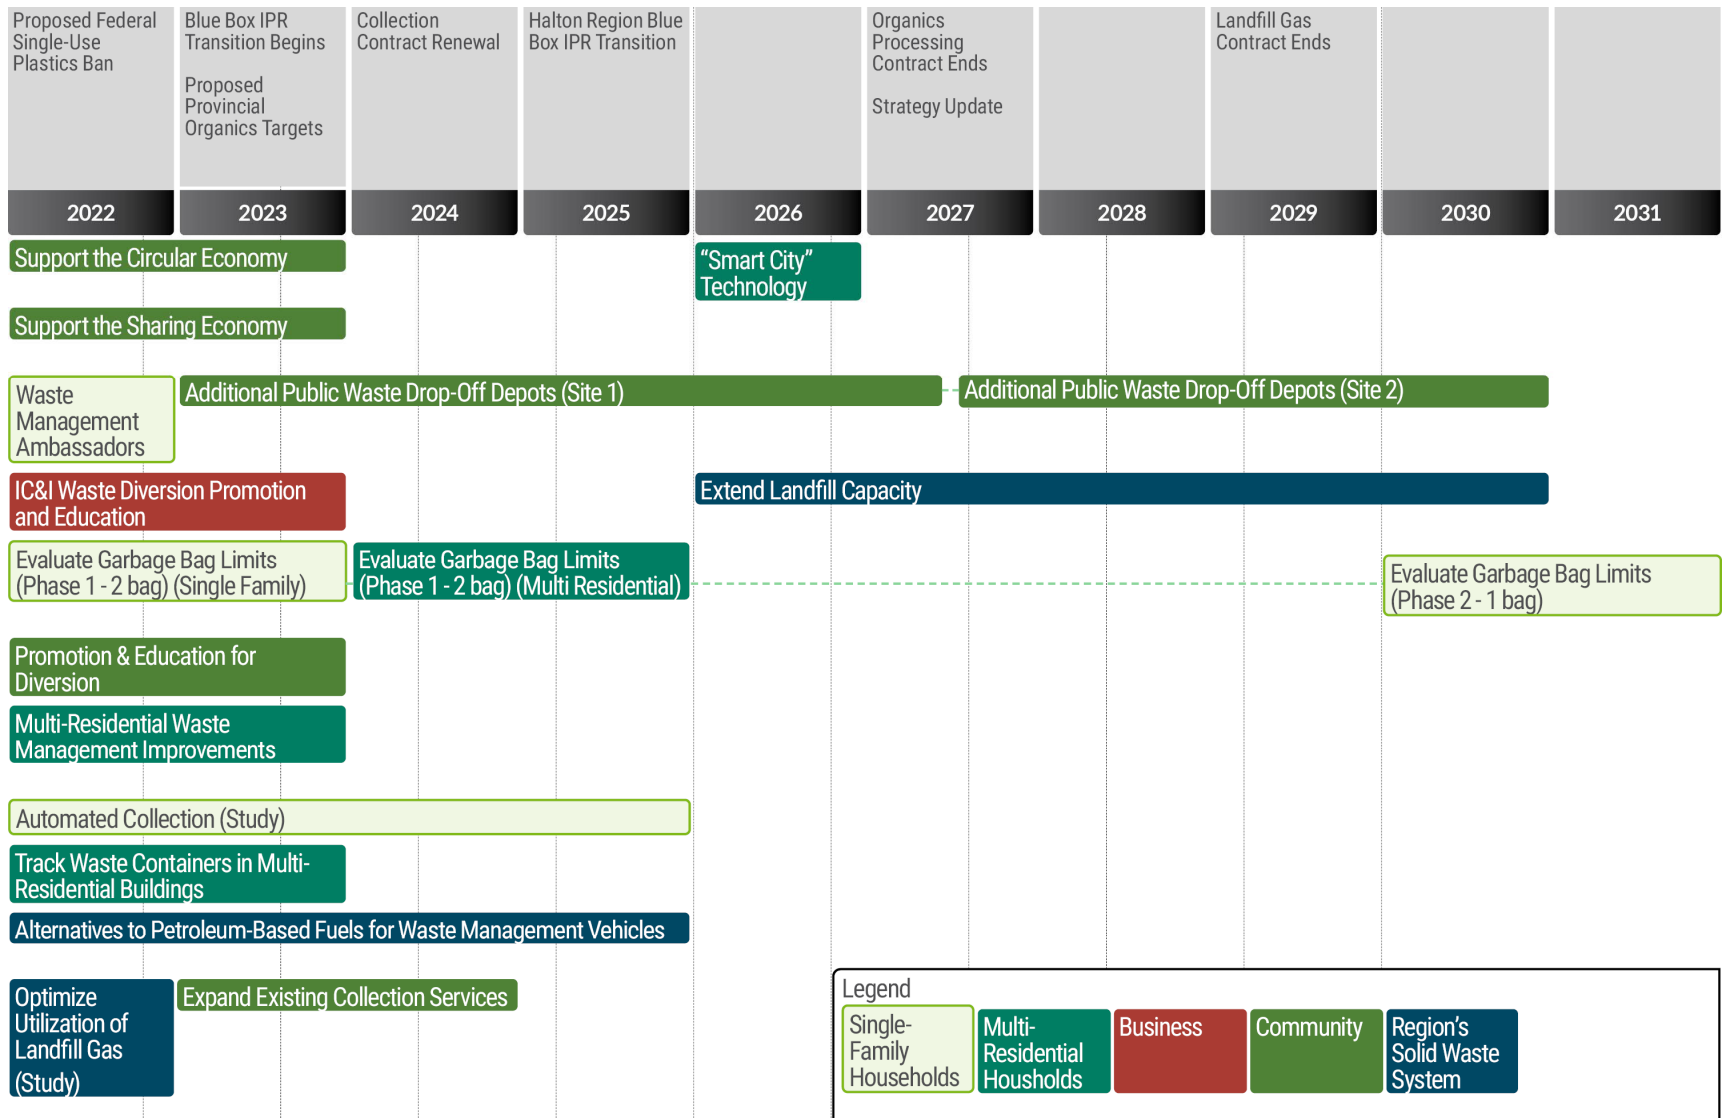 Proposed Federal
Single-Use
Plastics Ban
Blue Box IPR
Transition Begins
Proposed
Provincial
Organics Targets
Collection
Contract Renewal
Halton Region Blue
Box IPR Transition
Organics
Processing
Contract Ends
Strategy Update
Landfill Gas
Contract Ends
2022
2023
2024
2025
2026
2027
2028
2029
2030
2031
Support the Circular Economy
“Smart City”
Technology
Support the Sharing Economy
Waste
Management
Ambassadors
Additional Public Waste Drop-Off Depots (Site 1)
Additional Public Waste Drop-Off Depots (Site 2)
IC&I Waste Diversion Promotion
and Education
Extend Landfill Capacity
Evaluate Garbage Bag Limits
(Phase 1 - 2 bag) (Single Family)
Evaluate Garbage Bag Limits
(Phase 1 - 2 bag) (Multi Residential)
Evaluate Garbage Bag Limits
(Phase 2 - 1 bag)
Promotion & Education for
Diversion
Multi-Residential Waste
Management Improvements
Automated Collection (Study)
Track Waste Containers in Multi-
Residential Buildings
Alternatives to Petroleum-Based Fuels for Waste Management Vehicles
Optimize
Utilization of
Landfill Gas
(Study)
Expand Existing Collection Services
Legend
Single-
Family
Households
Multi-
Residential
Housholds
Business
Community
Region’s
Solid Waste
System